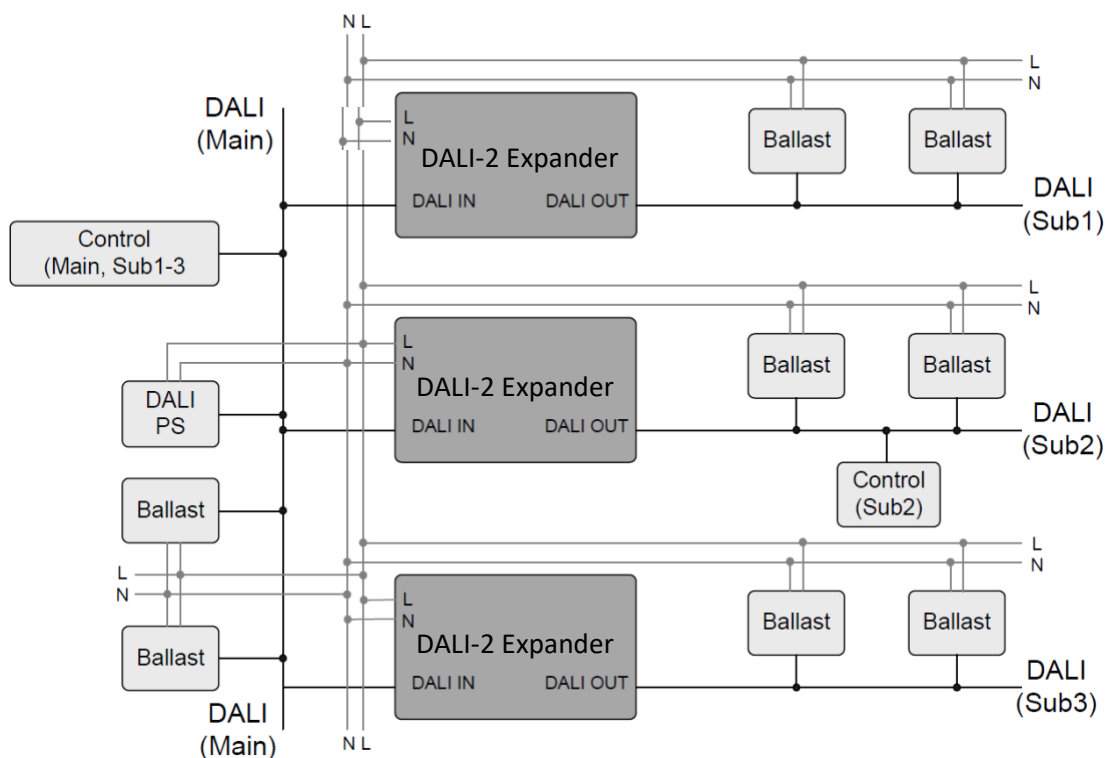 N L
L
N
DALI
(Main)
L
N
DALI-2 Expander
DALI IN
DALI OUT
Ballast
Ballast
DALI
(Sub1)
Control
(Main, Sub1-3
L
N
L
N
DALI-2 Expander
DALI IN
DALI OUT
Ballast
Ballast
DALI
(Sub2)
DALI
PS
Control
(Sub2)
Ballast
L
N
Ballast
L
N
L
N
DALI-2 Expander
DALI IN
DALI OUT
Ballast
Ballast
DALI
(Sub3)
DALI
(Main)
N L